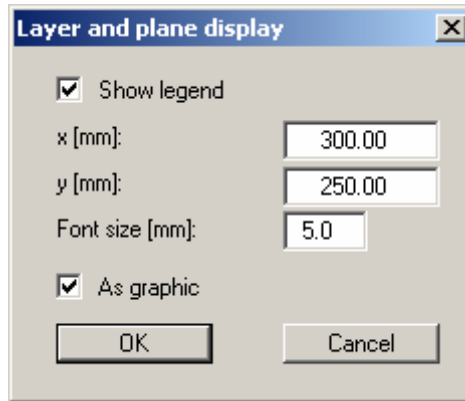 Layer and plane display
Show legend
x [mm]: 300.00
y [mm]: 250.00
Font size [mm]: 5.0
As graphic
OK Cancel